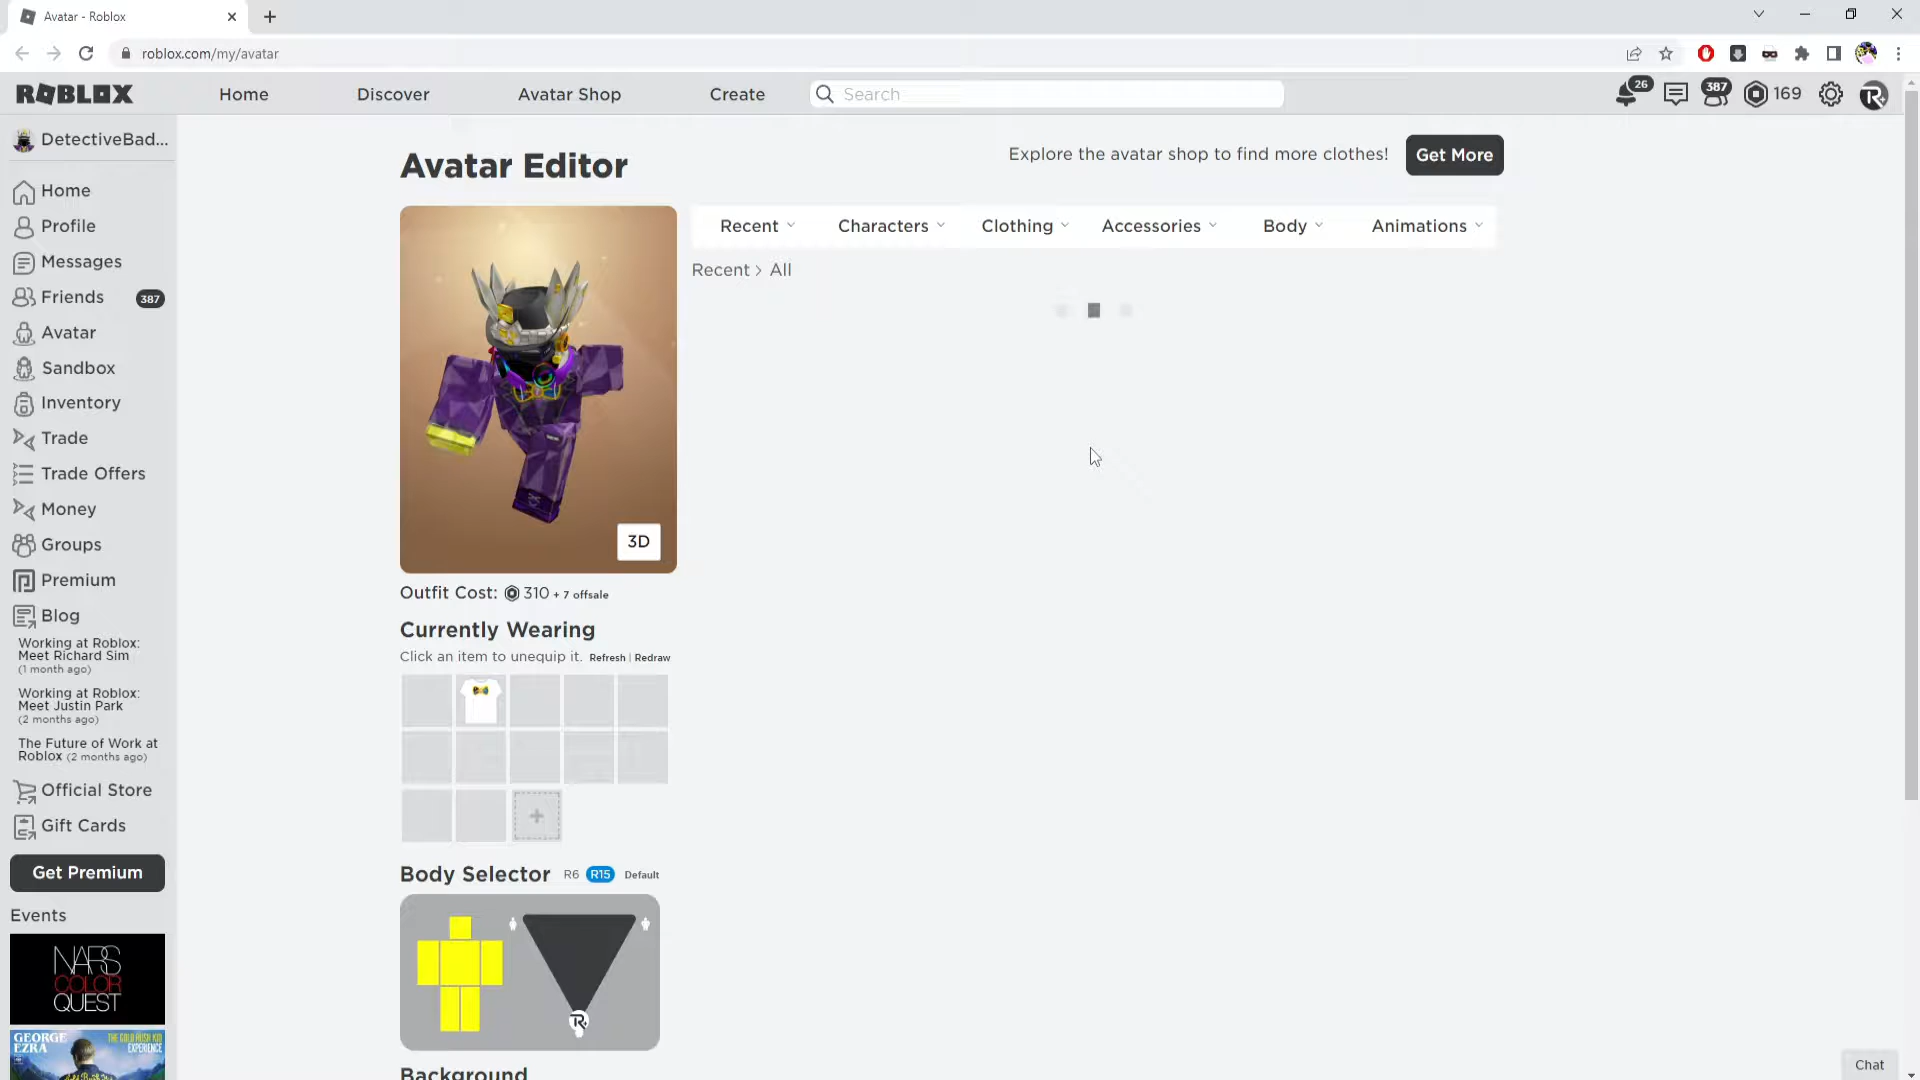 Avatar - Roblox
roblox.com/my/avatar
ROBLOX
Home
Discover
Avatar Shop
Create
Search
26
387
169
DetectiveBad...
Home
Profile
Messages
Friends
387
Avatar
Sandbox
Inventory
Trade
Trade Offers
Money
Groups
Premium
Blog
Working at Roblox:
Meet Richard Sim
(1 month ago)
Working at Roblox:
Meet Justin Park
(2 months ago)
The Future of Work at
Roblox (2 months ago)
Official Store
Gift Cards
Get Premium
Events
NARS
COLOR
QUEST
GEORGE
EZRA
THE GOLD RUSH KID
EXPERIENCE
Avatar Editor
Explore the avatar shop to find more clothes!
Get More
Recent
Characters
Clothing
Accessories
Body
Animations
Recent > All
3D
Outfit Cost: 310 + 7 offsale
Currently Wearing
Click an item to unequip it. Refresh | Redraw
Body Selector R6 R15 Default
Background
Chat